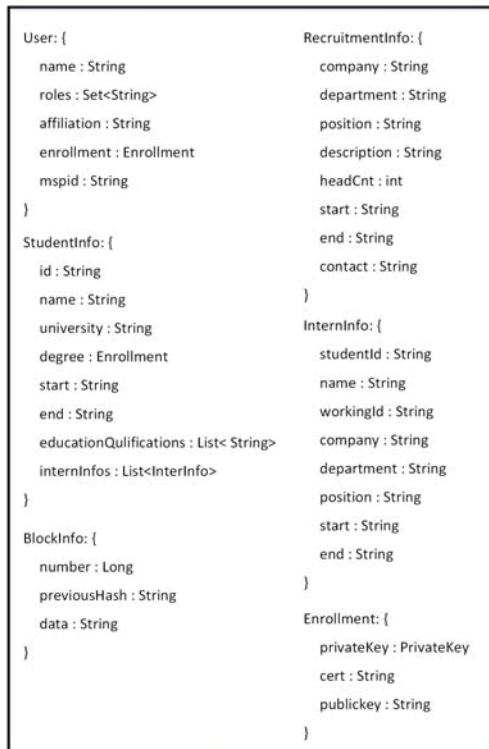 User: {
name : String
roles : Set<String>
affiliation : String
enrollment : Enrollment
mspid : String
}
StudentInfo: {
id : String
name : String
university : String
degree : Enrollment
start : String
end : String
educationQulifications : List< String>
internInfos : List<InterInfo>
}
BlockInfo: {
number : Long
previousHash : String
data : String
}
RecruitmentInfo: {
company : String
department : String
position : String
description : String
headCnt : int
start : String
end : String
contact : String
}
InternInfo: {
studentId : String
name : String
workingId : String
company : String
department : String
position : String
start : String
end : String
}
Enrollment: {
privateKey : PrivateKey
cert : String
publickey : String
}